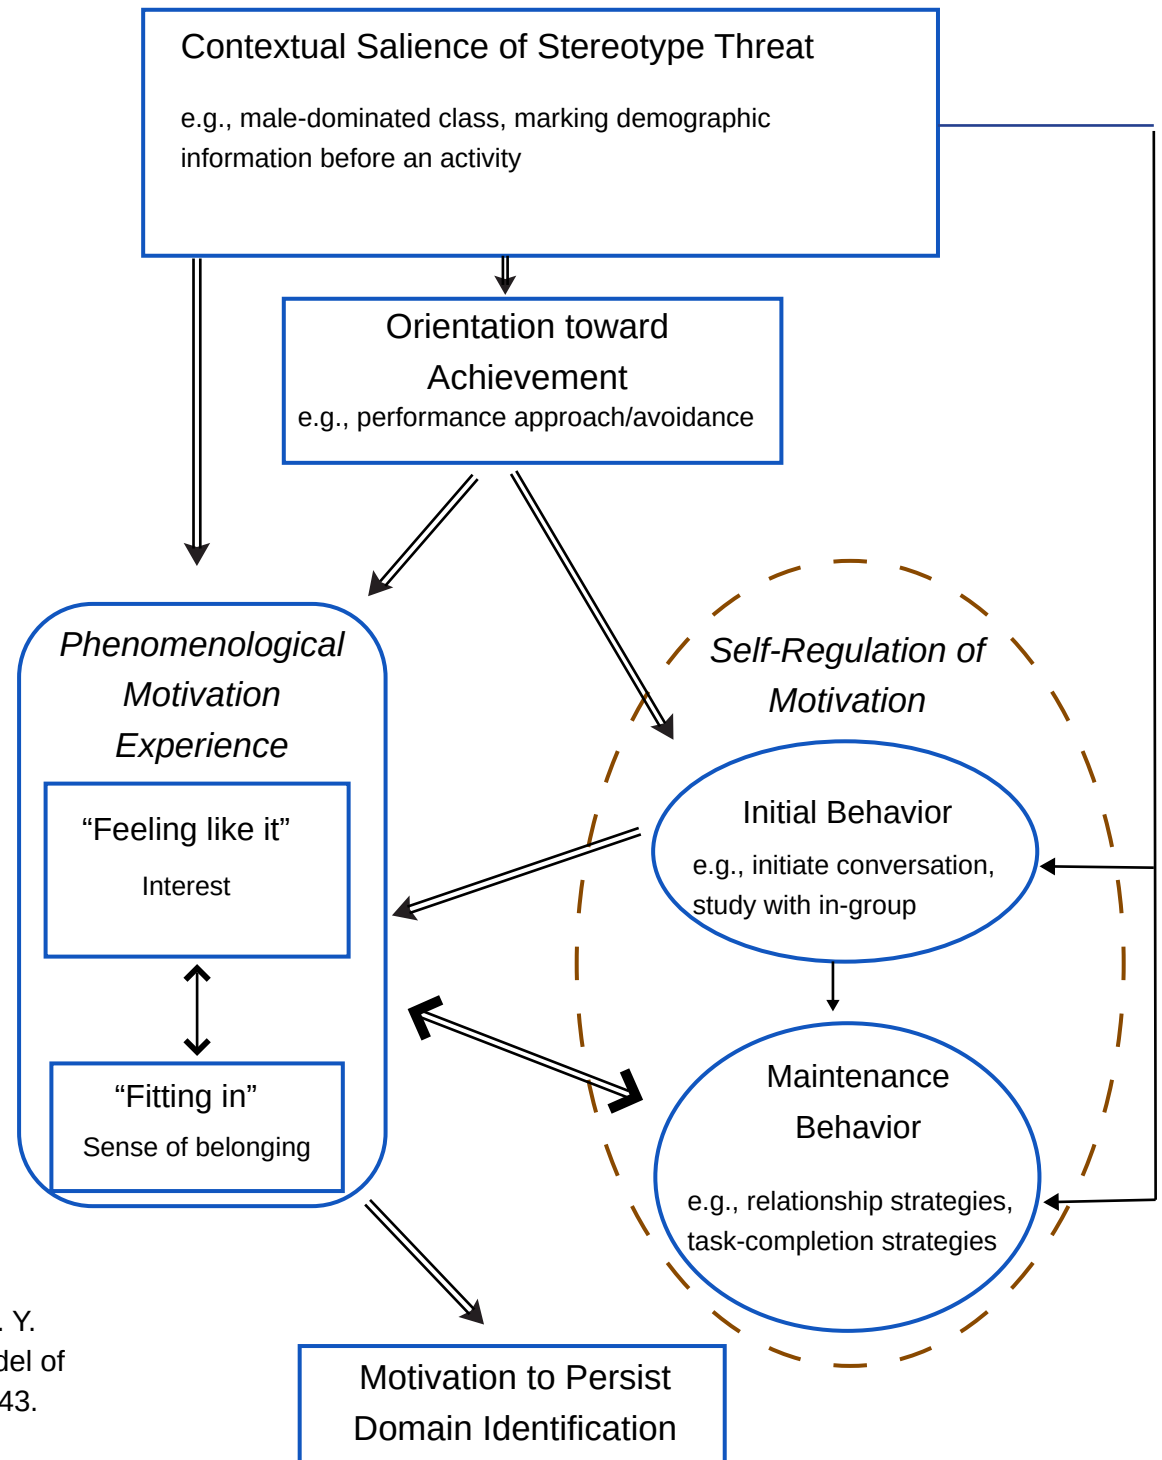 Contextual Salience of Stereotype Threat
e.g., male-dominated class, marking demographic
information before an activity
Orientation toward
Achievement
e.g., performance approach/avoidance
Phenomenological
Motivation
Experience
“Feeling like it”
Interest
“Fitting in”
Sense of belonging
Self-Regulation of
Motivation
Initial Behavior
e.g., initiate conversation,
study with in-group
Maintenance
Behavior
e.g., relationship strategies,
task-completion strategies
. Y.
del of
43.
Motivation to Persist
Domain Identification